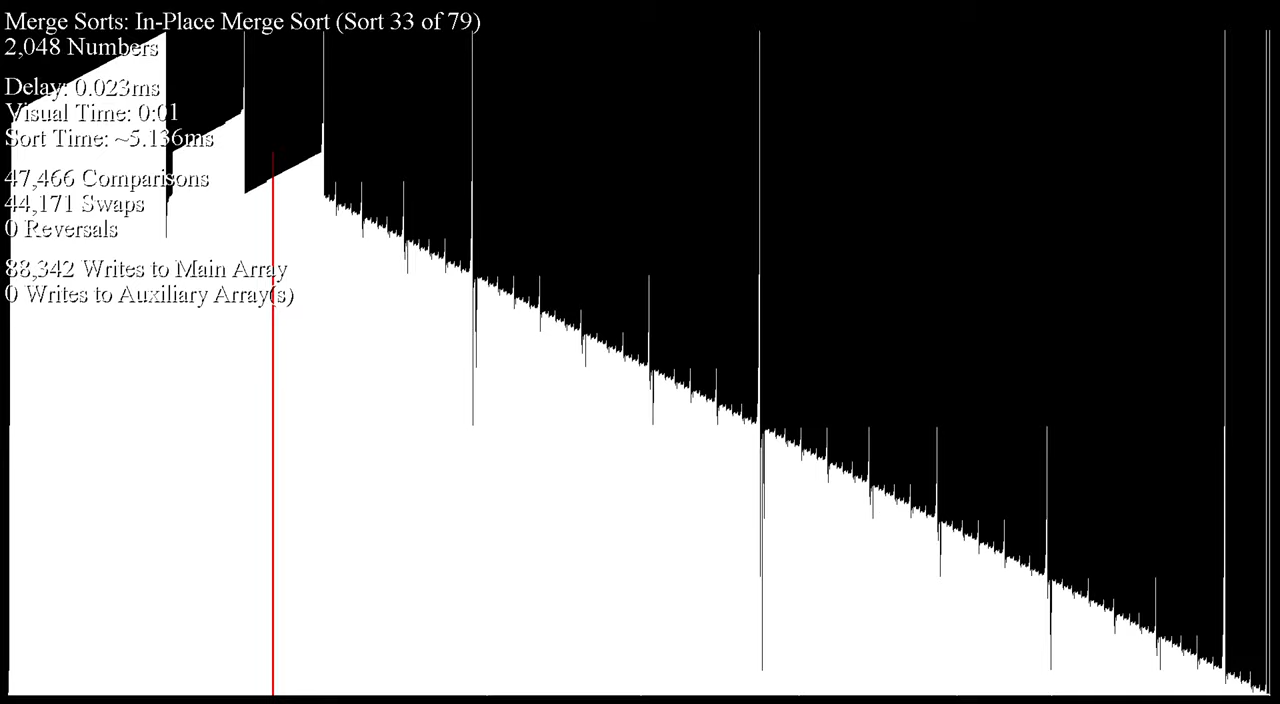 Merge Sorts: In-Place Merge Sort (Sort 33 of 79)
2,048 Numbers
Delay: 0.023ms
Visual Time: 0:01
Sort Time: ~5.136ms
47,466 Comparisons
44,171 Swaps
0 Reversals
88,342 Writes to Main Array
0 Writes to Auxiliary Array(s)